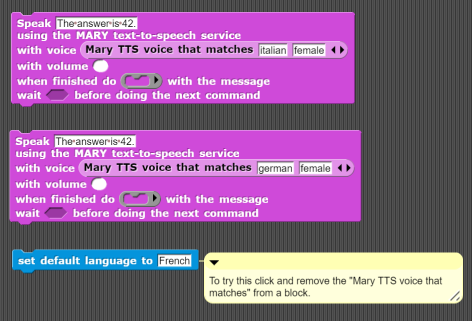 Speak The answer is 42.
using the MARY text-to-speech service
with voice Mary TTS voice that matches italian female
with volume
when finished do with the message
wait before doing the next command
Speak The answer is 42.
using the MARY text-to-speech service
with voice Mary TTS voice that matches german female
with volume
when finished do with the message
wait before doing the next command
set default language to French
To try this click and remove the "Mary TTS voice that
matches" from a block.